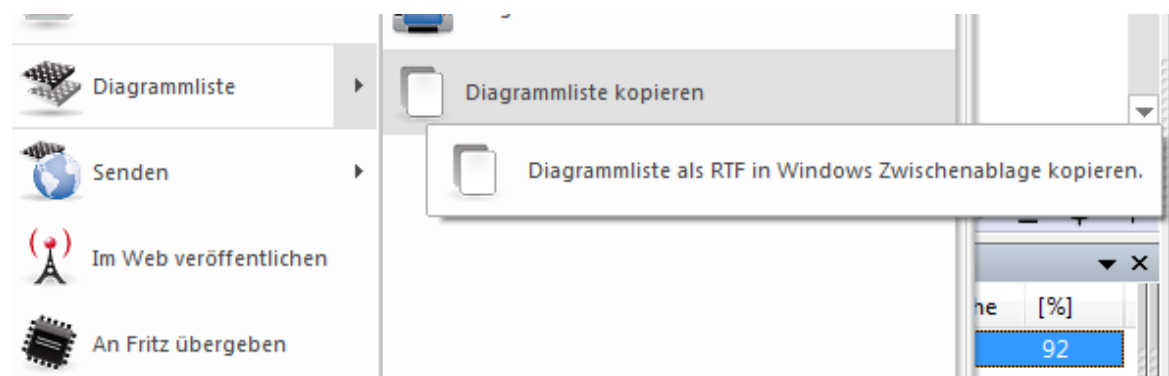 Diagrammliste
Diagrammliste kopieren
Diagrammliste als RTF in Windows Zwischenablage kopieren.
Senden
Im Web veröffentlichen
[%]
An Fritz übergeben
92